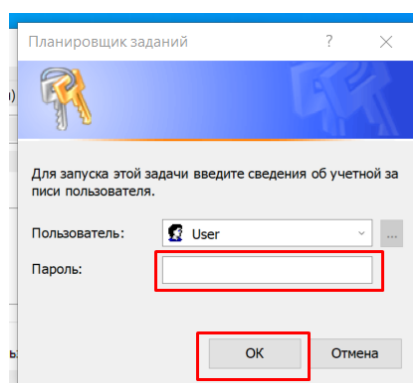 Планировщик заданий ?
)
Для запуска этой задачи введите сведения об учетной за
писи пользователя.
Пользователь: User ...
Пароль:
ь
ОК Отмена